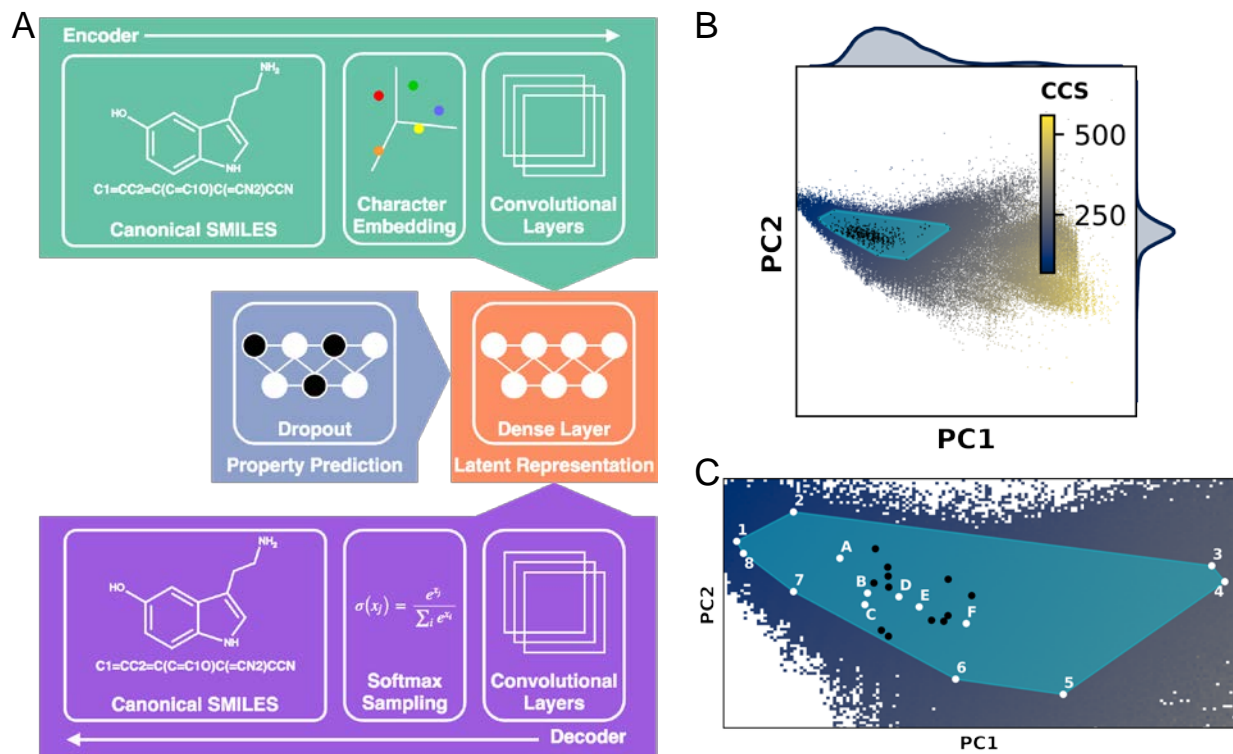 A
Encoder
NH₂
HO
NH
C1=CC2=C(C=C1O)C(=CN2)CCN
Canonical SMILES
Character
Embedding
Convolutional
Layers
Dropout
Property Prediction
Dense Layer
Latent Representation
NH₂
HO
NH
C1=CC2=C(C=C1O)C(=CN2)CCN
Canonical SMILES
σ(xⱼ) = e^{xⱼ} / ∑ᵢ e^{xᵢ}
Softmax
Sampling
Convolutional
Layers
Decoder
B
CCS
500
250
PC2
PC1
C
1
2
3
4
5
6
7
8
A
B
C
D
E
F
PC2
PC1